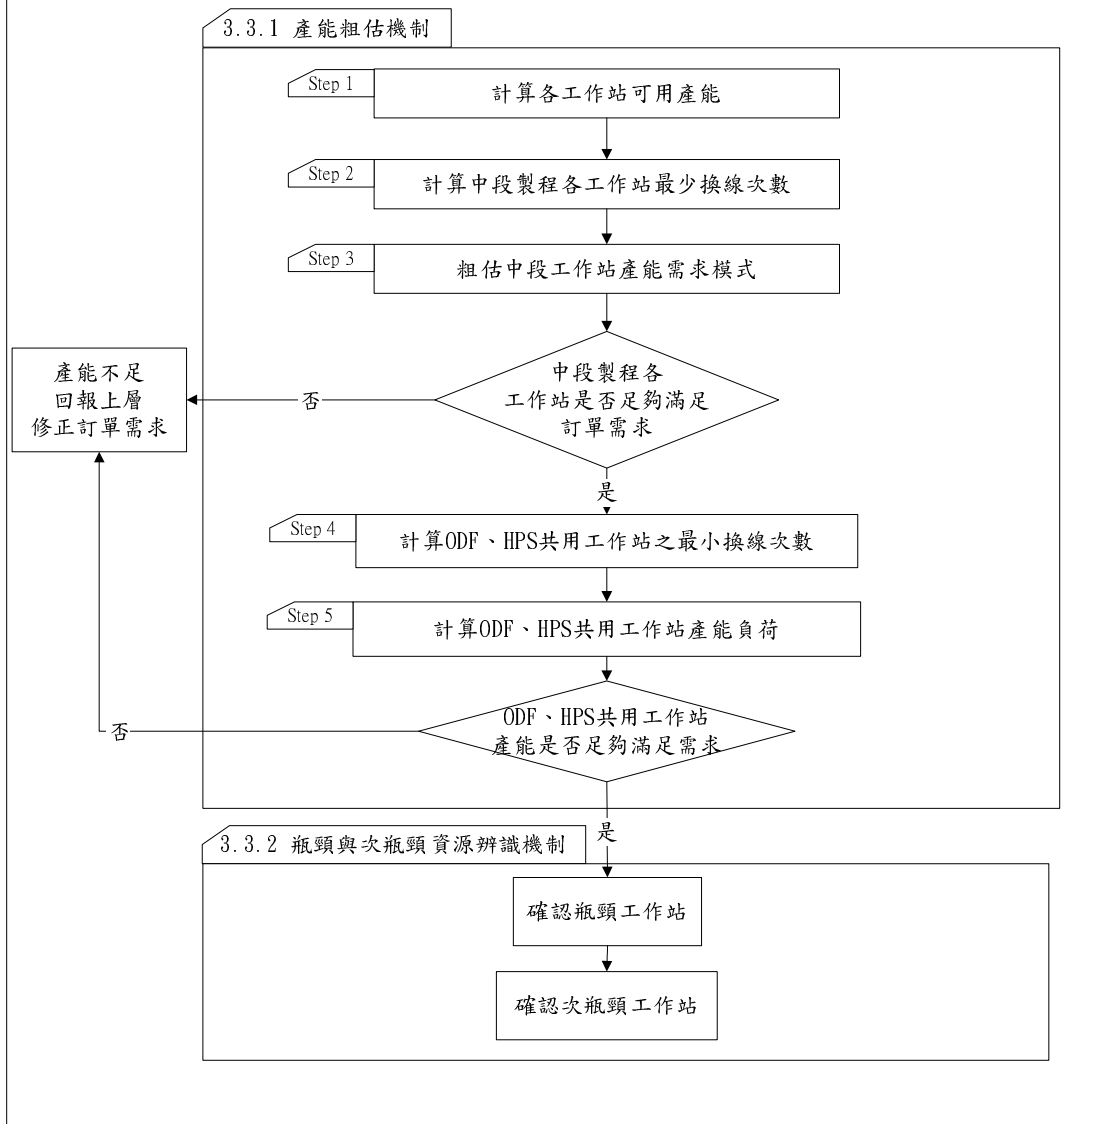 3.3.1 產能粗估機制
Step 1
計算各工作站可用產能
Step 2
計算中段製程各工作站最少換線次數
Step 3
粗估中段工作站產能需求模式
中段製程各
工作站是否足夠滿足
訂單需求
否
產能不足
回報上層
修正訂單需求
是
Step 4
計算ODF、HPS共用工作站之最小換線次數
Step 5
計算ODF、HPS共用工作站產能負荷
ODF、HPS共用工作站
產能是否足夠滿足需求
否
是
3.3.2 瓶頸與次瓶頸資源辨識機制
確認瓶頸工作站
確認次瓶頸工作站